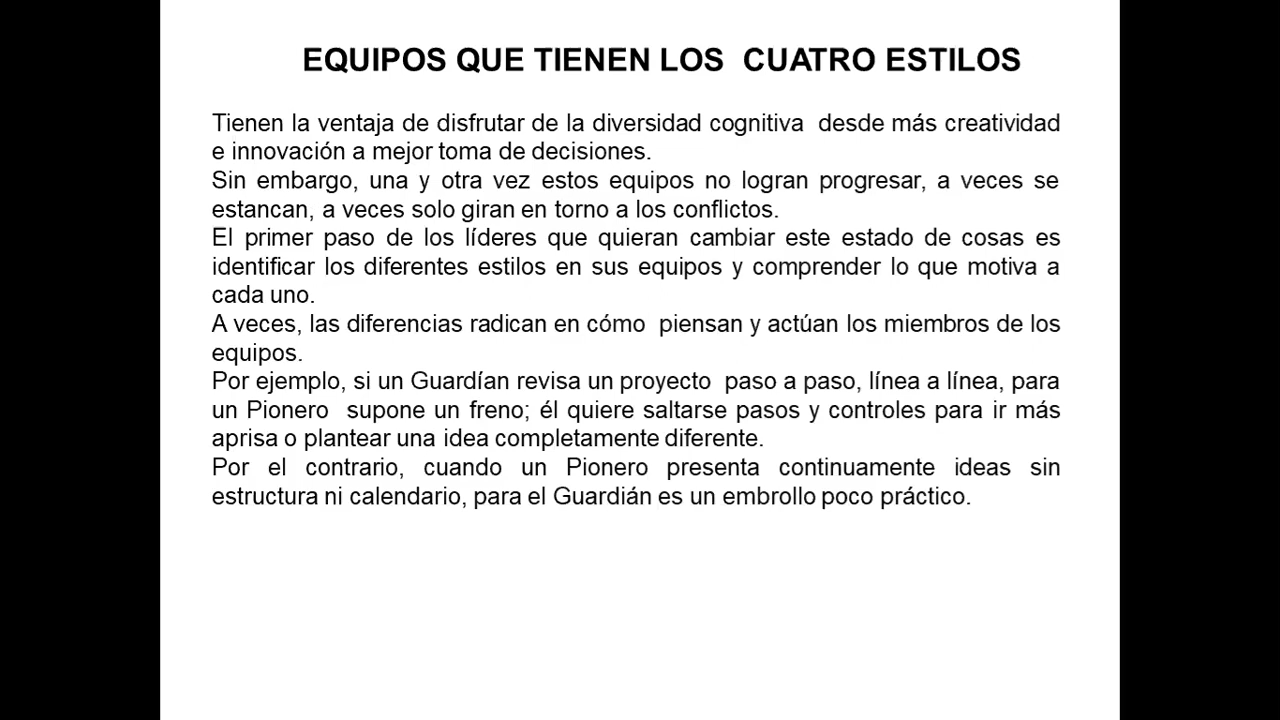 EQUIPOS QUE TIENEN LOS  CUATRO ESTILOS
Tienen la ventaja de disfrutar de la diversidad cognitiva  desde más creatividad
e innovación a mejor toma de decisiones.
Sin embargo, una y otra vez estos equipos no logran progresar, a veces se
estancan, a veces solo giran en torno a los conflictos.
El primer paso de los líderes que quieran cambiar este estado de cosas es
identificar los diferentes estilos en sus equipos y comprender lo que motiva a
cada uno.
A veces, las diferencias radican en cómo  piensan y actúan los miembros de los
equipos.
Por ejemplo, si un Guardían revisa un proyecto  paso a paso, línea a línea, para
un Pionero  supone un freno; él quiere saltarse pasos y controles para ir más
aprisa o plantear una idea completamente diferente.
Por el contrario, cuando un Pionero presenta continuamente ideas sin
estructura ni calendario, para el Guardián es un embrollo poco práctico.